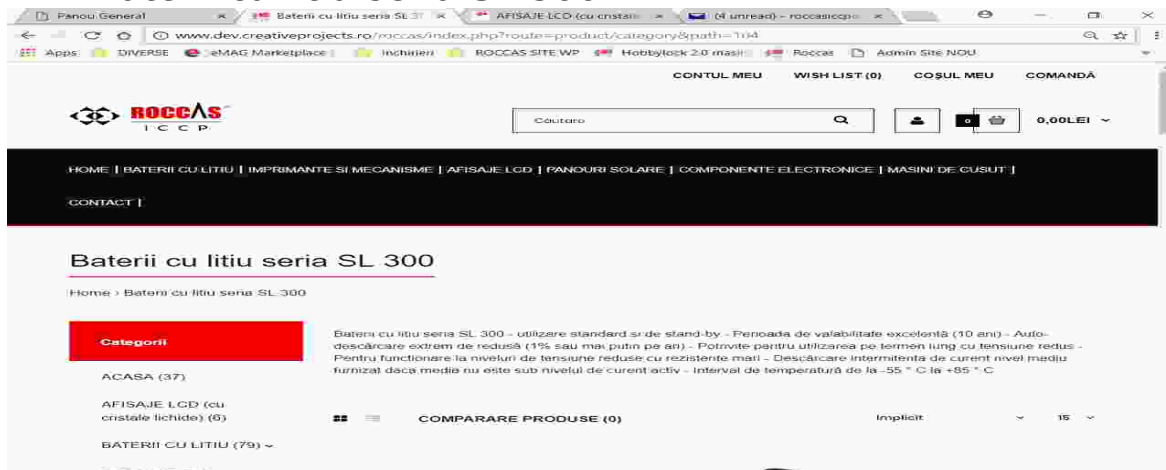 Panou General
Baterii cu litiu seria SL 3
AFISAJE LCD (cu cristale
(4 unread) - roccasiccp
www.dev.creativeprojects.ro/roccas/index.php?route=product/category&path=104
Apps DIVERSE eMAG Marketplace Inchirieri ROCCAS SITE WP Hobbylock 2.0 masin Roccas Admin Site NOU
CONTUL MEU WISH LIST (0) COȘUL MEU COMANDĂ
ROCCAS
ICCP
Căutare
0 0,00LEI
HOME | BATERII CU LITIU | IMPRIMANTE SI MECANISME | AFISAJE LCD | PANOURI SOLARE | COMPONENTE ELECTRONICE | MASINI DE CUSUT |
CONTACT |
Baterii cu litiu seria SL 300
Home › Baterii cu litiu seria SL 300
Categorii
ACASA (37)
AFISAJE LCD (cu
cristale lichide) (6)
BATERII CU LITIU (79)
Baterii cu litiu seria SL 300 - utilizare standard si de stand-by - Perioada de valabilitate excelentă (10 ani) - Auto-
descărcare extrem de redusă (1% sau mai putin pe an) - Potrivite pentru utilizarea pe termen lung cu tensiune redus -
Pentru functionare la niveluri de tensiune reduse cu rezistente mari - Descărcare intermitenta de curent nivel mediu
furnizat daca media nu este sub nivelul de curent activ - Interval de temperatură de la -55 ° C la +85 ° C
COMPARARE PRODUSE (0)
Implicit 15